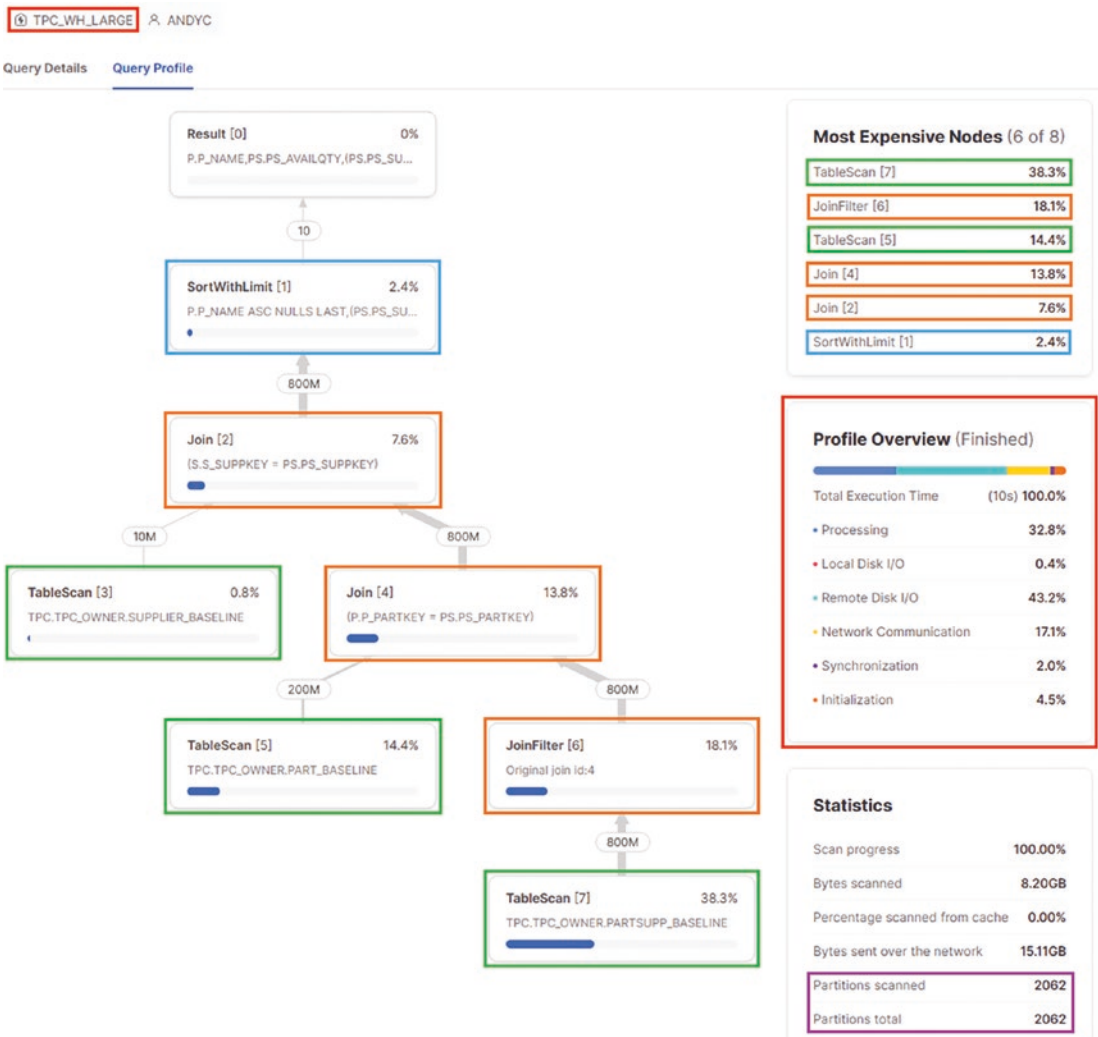 TPC_WH_LARGE ANDYC
Query Details Query Profile
Result [0] 0%
P.P_NAME,PS.PS_AVAILQTY,(PS.PS_SU...
10
SortWithLimit [1] 2.4%
P.P_NAME ASC NULLS LAST,(PS.PS_SU...
800M
Join [2] 7.6%
(S.S_SUPPKEY = PS.PS_SUPPKEY)
10M 800M
TableScan [3] 0.8%
TPC.TPC_OWNER.SUPPLIER_BASELINE
Join [4] 13.8%
(P.P_PARTKEY = PS.PS_PARTKEY)
200M 800M
TableScan [5] 14.4%
TPC.TPC_OWNER.PART_BASELINE
JoinFilter [6] 18.1%
Original join id:4
800M
TableScan [7] 38.3%
TPC.TPC_OWNER.PARTSUPP_BASELINE
Most Expensive Nodes (6 of 8)
TableScan [7] 38.3%
JoinFilter [6] 18.1%
TableScan [5] 14.4%
Join [4] 13.8%
Join [2] 7.6%
SortWithLimit [1] 2.4%
Profile Overview (Finished)
Total Execution Time (10s) 100.0%
• Processing 32.8%
• Local Disk I/O 0.4%
• Remote Disk I/O 43.2%
• Network Communication 17.1%
• Synchronization 2.0%
• Initialization 4.5%
Statistics
Scan progress 100.00%
Bytes scanned 8.20GB
Percentage scanned from cache 0.00%
Bytes sent over the network 15.11GB
Partitions scanned 2062
Partitions total 2062